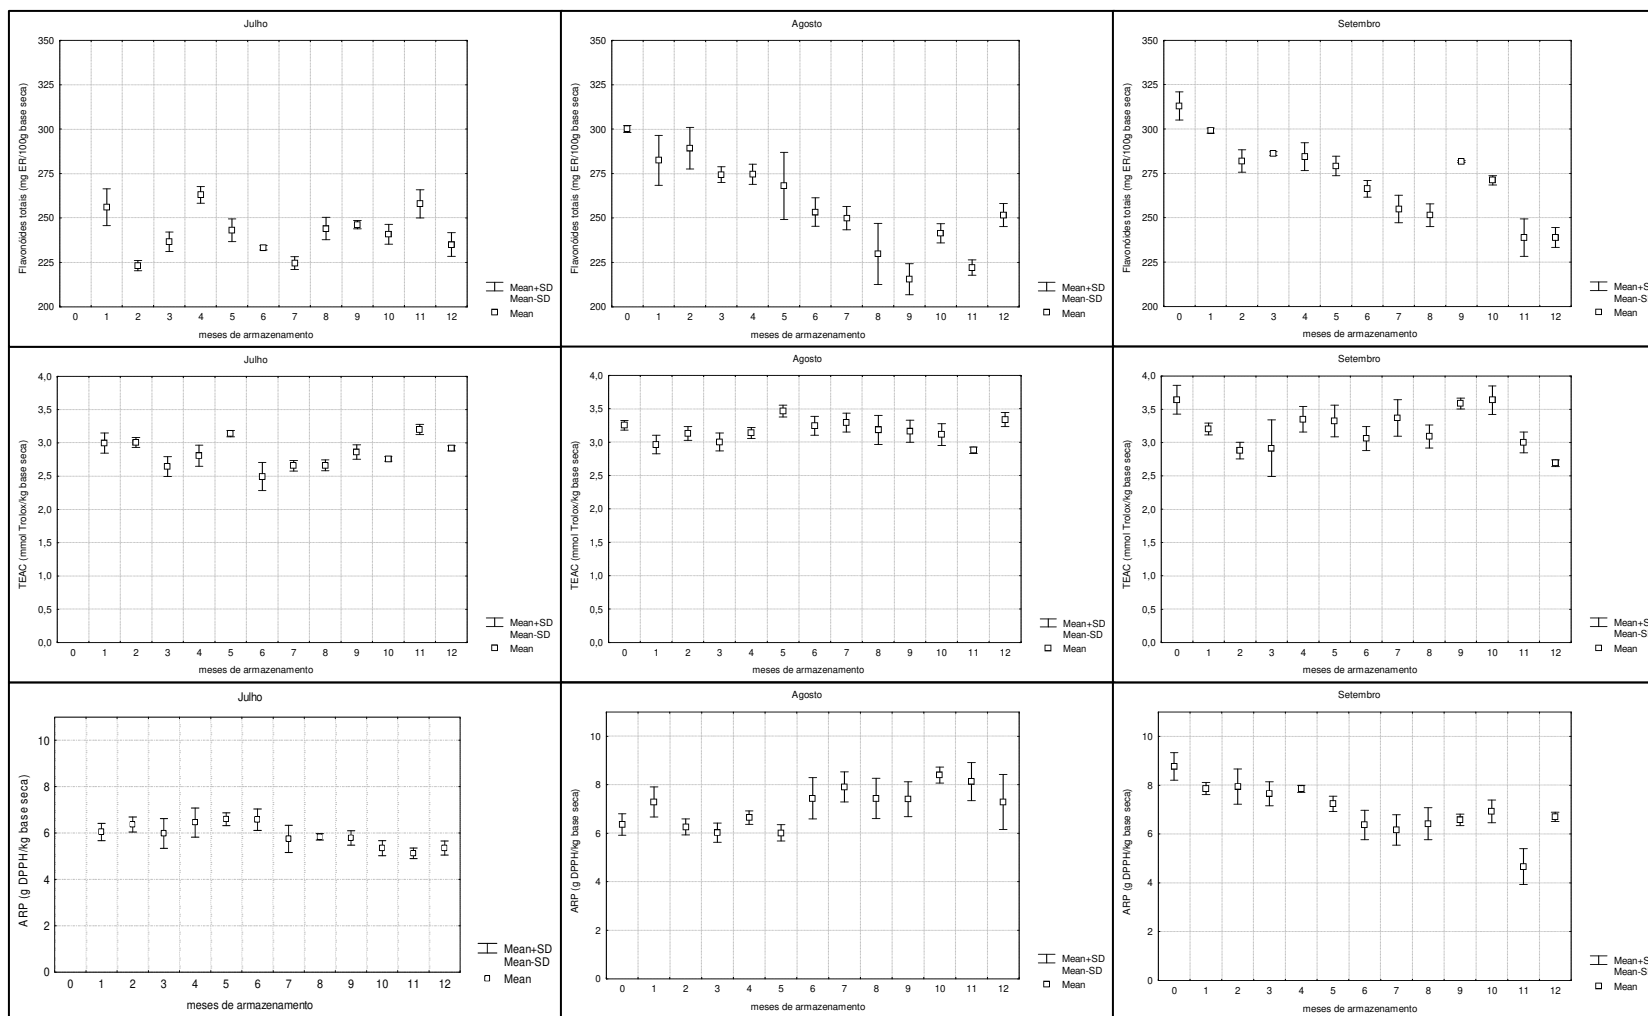 Julho
Flavonóides totais (mg ER/100g base seca)
350
300
275
250
225
200
0 1 2 3 4 5 6 7 8 9 10 11 12
meses de armazenamento
Mean+SD
Mean-SD
Mean
Agosto
Flavonóides totais (mg ER/100g base seca)
350
300
275
250
225
200
0 1 2 3 4 5 6 7 8 9 10 11 12
meses de armazenamento
Mean+SD
Mean-SD
Mean
Setembro
Flavonóides totais (mg ER/100g base seca)
350
300
275
250
225
200
0 1 2 3 4 5 6 7 8 9 10 11 12
meses de armazenamento
Mean+S
Mean-S
Mean
Julho
TEAC (mmol Trolox/kg base seca)
4,0
3,5
3,0
2,5
2,0
1,5
1,0
0,5
0,0
0 1 2 3 4 5 6 7 8 9 10 11 12
meses de armazenamento
Mean+SD
Mean-SD
Mean
Agosto
TEAC (mmol Trolox/kg base seca)
4,0
3,5
3,0
2,5
2,0
1,5
1,0
0,5
0,0
0 1 2 3 4 5 6 7 8 9 10 11 12
meses de armazenamento
Mean+SD
Mean-SD
Mean
Setembro
TEAC (mmol Trolox/kg base seca)
4,0
3,5
3,0
2,5
2,0
1,5
1,0
0,5
0,0
0 1 2 3 4 5 6 7 8 9 10 11 12
meses de armazenamento
Mean+S
Mean-S
Mean
Julho
ARP (g DPPH/kg base seca)
10
8
6
4
2
0
0 1 2 3 4 5 6 7 8 9 10 11 12
meses de armazenamento
Mean+SD
Mean-SD
Mean
Agosto
ARP (g DPPH/kg base seca)
10
8
6
4
2
0
0 1 2 3 4 5 6 7 8 9 10 11 12
meses de armazenamento
Mean+SD
Mean-SD
Mean
Setembro
ARP (g DPPH/kg base seca)
10
8
6
4
2
0
0 1 2 3 4 5 6 7 8 9 10 11 12
meses de armazenamento
Mean+S
Mean-S
Mean